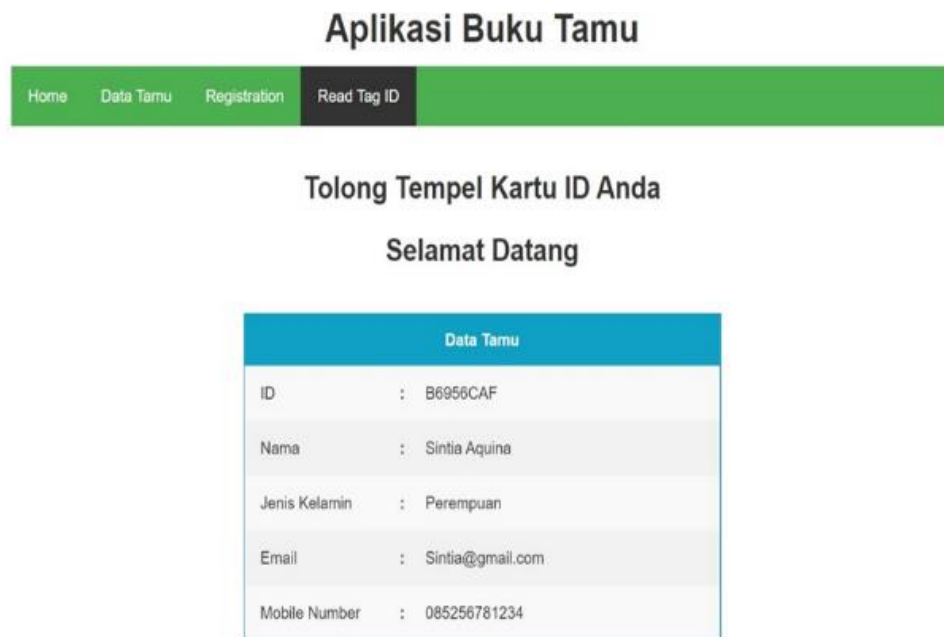 Aplikasi Buku Tamu
Home Data Tamu Registration Read Tag ID
Tolong Tempel Kartu ID Anda
Selamat Datang
Data Tamu
ID : B6956CAF
Nama : Sintia Aquina
Jenis Kelamin : Perempuan
Email : Sintia@gmail.com
Mobile Number : 085256781234